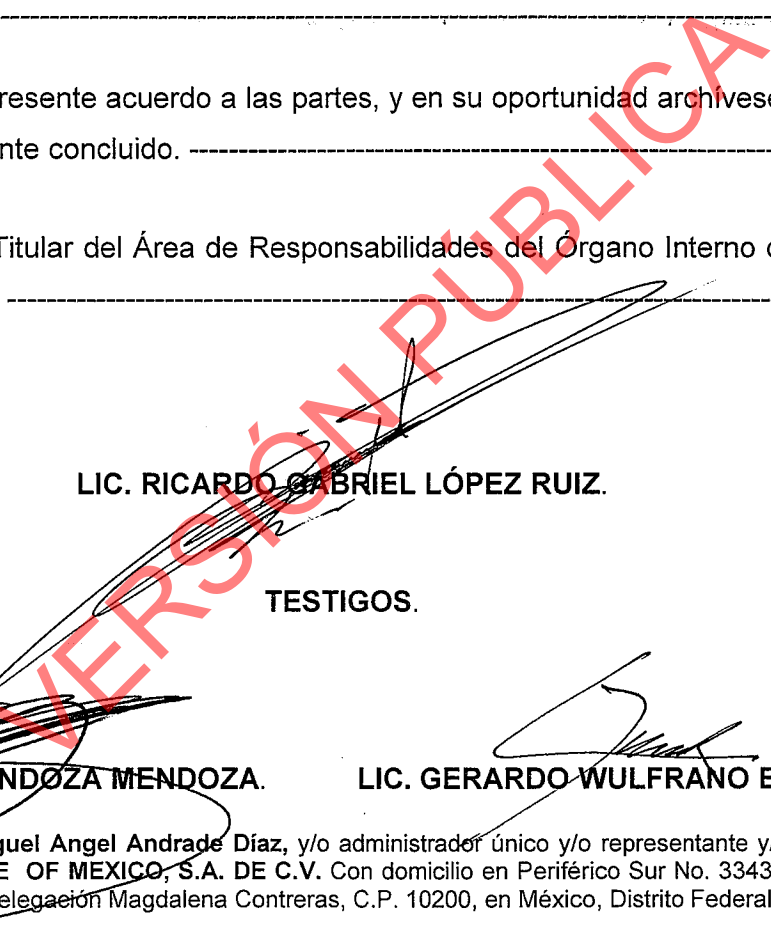 resente acuerdo a las partes, y en su oportunidad archívese
nte concluido. ----------------------------------------
Titular del Área de Responsabilidades del Órgano Interno
VERSIÓN PÚBLICA
LIC. RICARDO GABRIEL LÓPEZ RUIZ.
TESTIGOS.
NDOZA MENDOZA. LIC. GERARDO WULFRANO
guel Angel Andrade Díaz, y/o administrador único y/o representante y/
E OF MEXICO, S.A. DE C.V. Con domicilio en Periférico Sur No. 3343
elegación Magdalena Contreras, C.P. 10200, en México, Distrito Federal